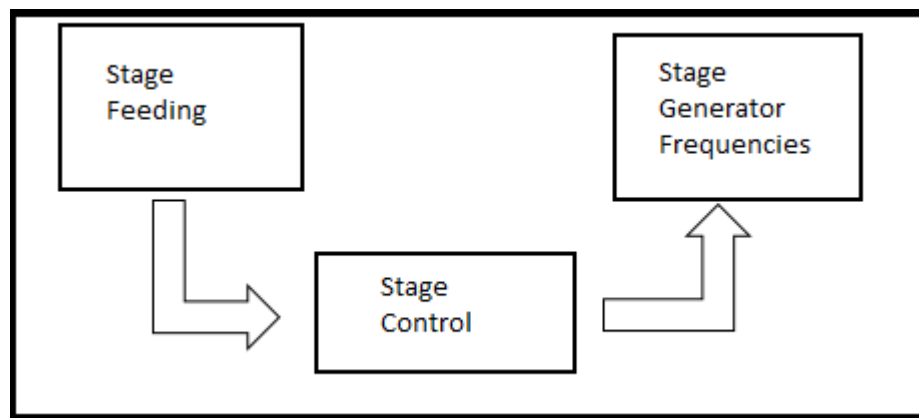 Stage
Feeding
Stage
Control
Stage
Generator
Frequencies